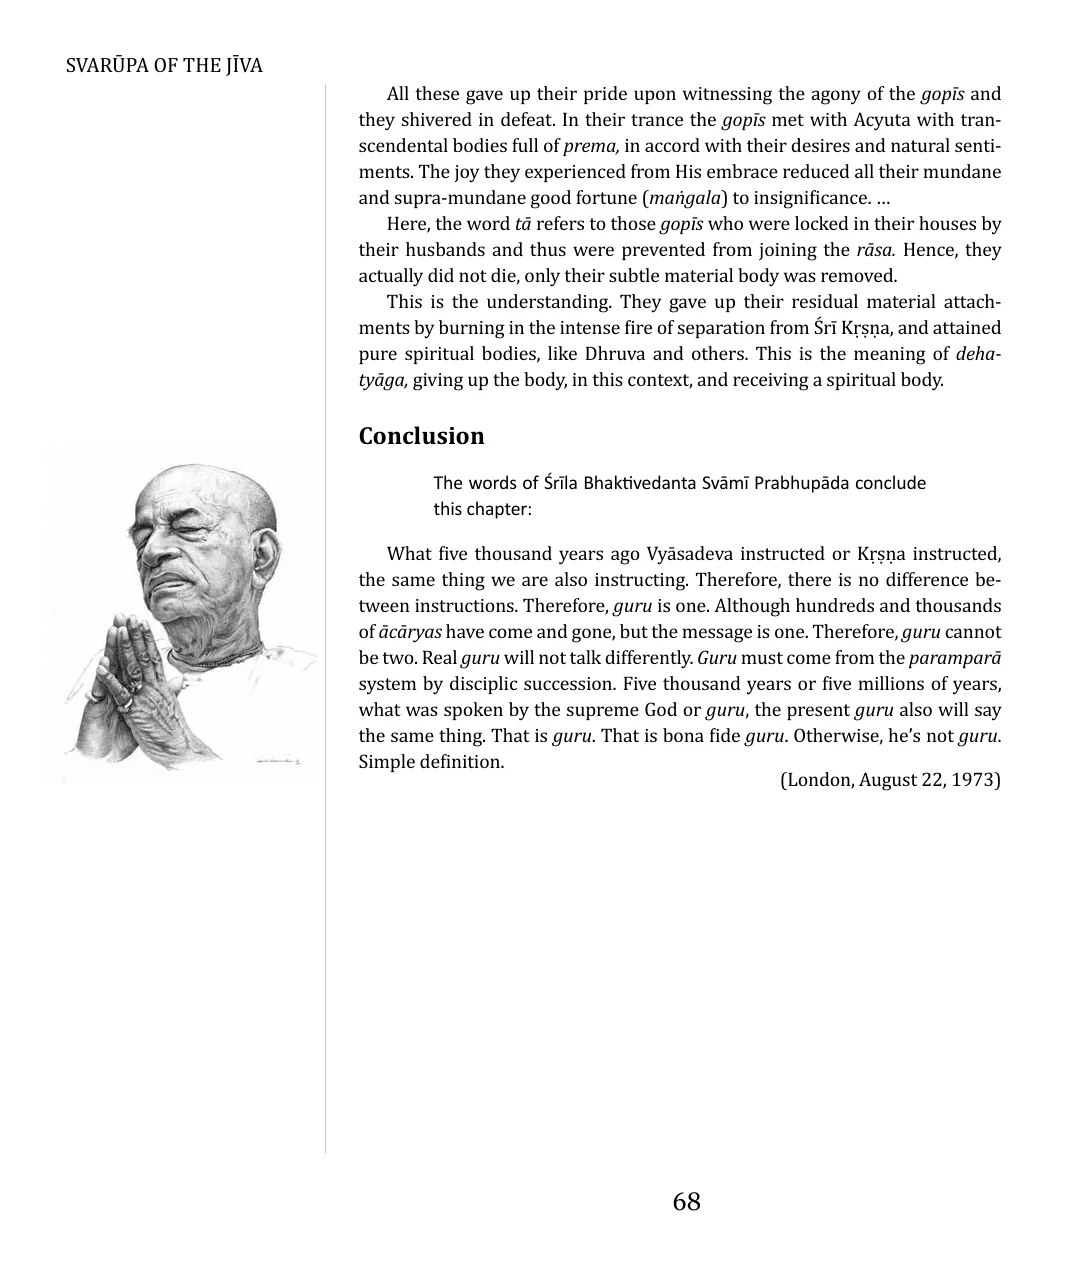 SVARŪPA OF THE JĪVA
All these gave up their pride upon witnessing the agony of the gopīs and
they shivered in defeat. In their trance the gopīs met with Acyuta with tran-
scendental bodies full of prema, in accord with their desires and natural senti-
ments. The joy they experienced from His embrace reduced all their mundane
and supra-mundane good fortune (maṅgala) to insignificance. ...
Here, the word tā refers to those gopīs who were locked in their houses by
their husbands and thus were prevented from joining the rāsa. Hence, they
actually did not die, only their subtle material body was removed.
This is the understanding. They gave up their residual material attach-
ments by burning in the intense fire of separation from Śrī Kṛṣṇa, and attained
pure spiritual bodies, like Dhruva and others. This is the meaning of deha-
tyāga, giving up the body, in this context, and receiving a spiritual body.
Conclusion
The words of Śrīla Bhaktivedanta Svāmī Prabhupāda conclude
this chapter:
What five thousand years ago Vyāsadeva instructed or Kṛṣṇa instructed,
the same thing we are also instructing. Therefore, there is no difference be-
tween instructions. Therefore, guru is one. Although hundreds and thousands
of ācāryas have come and gone, but the message is one. Therefore, guru cannot
be two. Real guru will not talk differently. Guru must come from the paramparā
system by disciplic succession. Five thousand years or five millions of years,
what was spoken by the supreme God or guru, the present guru also will say
the same thing. That is guru. That is bona fide guru. Otherwise, he's not guru.
Simple definition.
(London, August 22, 1973)
68